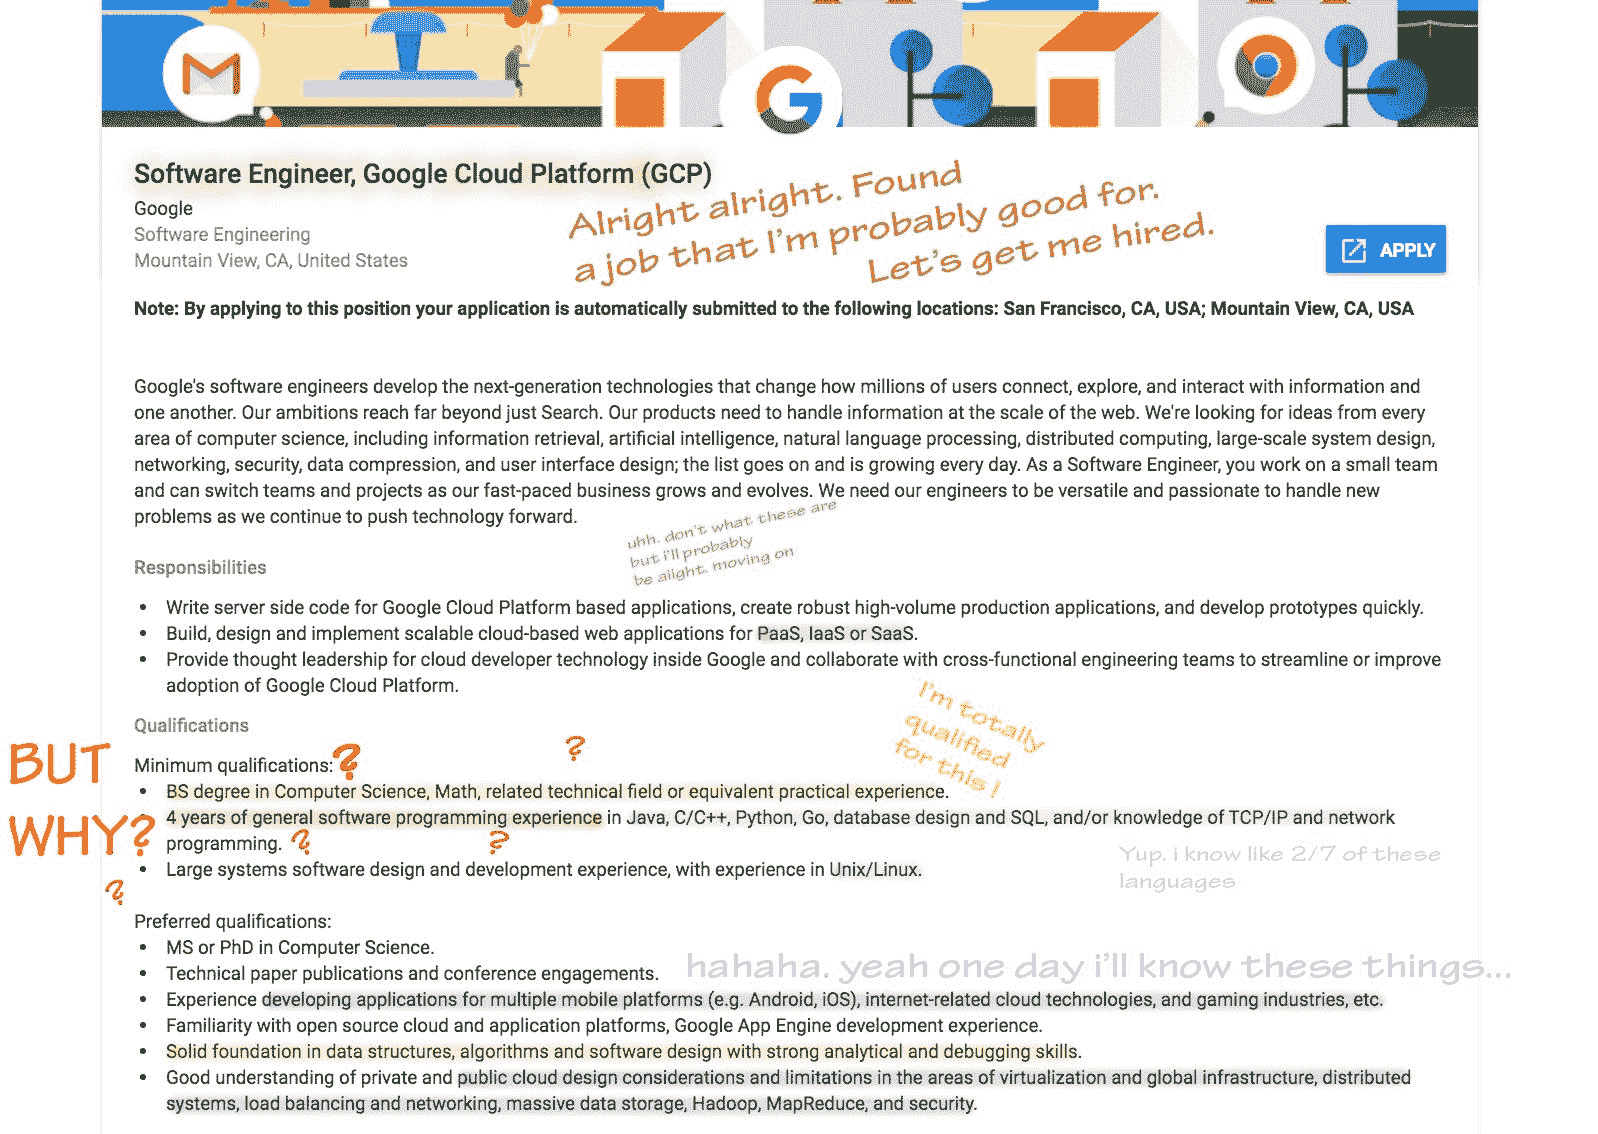 Software Engineer, Google Cloud Platform (GCP)
Google
Software Engineering
Mountain View, CA, United States
Alright alright. Found
a job that I'm probably good for.
Let's get me hired.
APPLY
Note: By applying to this position your application is automatically submitted to the following locations: San Francisco, CA, USA; Mountain View, CA, USA
Google's software engineers develop the next-generation technologies that change how millions of users connect, explore, and interact with information and
one another. Our ambitions reach far beyond just Search. Our products need to handle information at the scale of the web. We're looking for ideas from every
area of computer science, including information retrieval, artificial intelligence, natural language processing, distributed computing, large-scale system design,
networking, security, data compression, and user interface design; the list goes on and is growing every day. As a Software Engineer, you work on a small team
and can switch teams and projects as our fast-paced business grows and evolves. We need our engineers to be versatile and passionate to handle new
problems as we continue to push technology forward.
uhh. don't what these are
but i'll probably
be aiight. moving on
Responsibilities
• Write server side code for Google Cloud Platform based applications, create robust high-volume production applications, and develop prototypes quickly.
• Build, design and implement scalable cloud-based web applications for PaaS, IaaS or SaaS.
• Provide thought leadership for cloud developer technology inside Google and collaborate with cross-functional engineering teams to streamline or improve
adoption of Google Cloud Platform.
I'm totally
qualified
for this !
Qualifications
BUT
WHY?
?
?
Minimum qualifications:
?
• BS degree in Computer Science, Math, related technical field or equivalent practical experience.
• 4 years of general software programming experience in Java, C/C++, Python, Go, database design and SQL, and/or knowledge of TCP/IP and network
programming.
?
?
Yup. i know like 2/7 of these
languages
• Large systems software design and development experience, with experience in Unix/Linux.
Preferred qualifications:
• MS or PhD in Computer Science.
• Technical paper publications and conference engagements.
hahaha. yeah one day i'll know these things...
• Experience developing applications for multiple mobile platforms (e.g. Android, iOS), internet-related cloud technologies, and gaming industries, etc.
• Familiarity with open source cloud and application platforms, Google App Engine development experience.
• Solid foundation in data structures, algorithms and software design with strong analytical and debugging skills.
• Good understanding of private and public cloud design considerations and limitations in the areas of virtualization and global infrastructure, distributed
systems, load balancing and networking, massive data storage, Hadoop, MapReduce, and security.